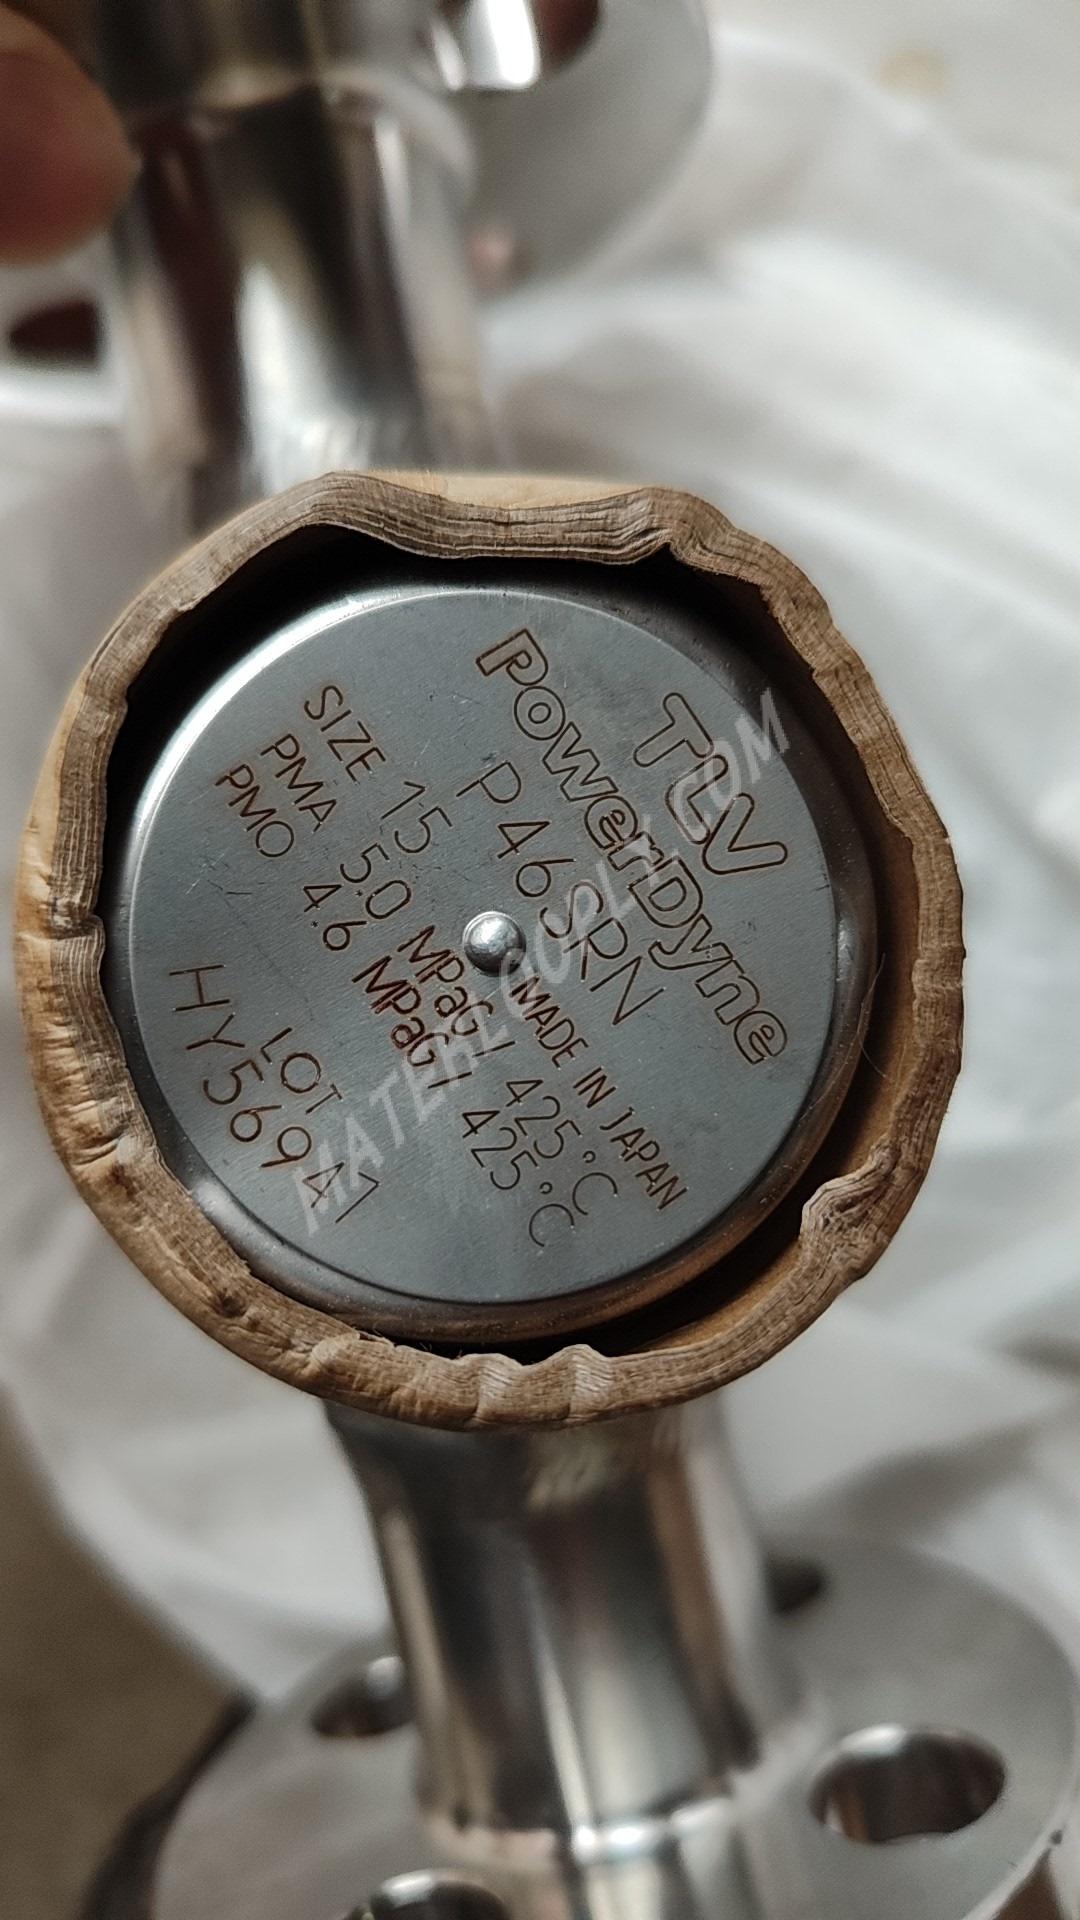 TLV
PowerDyne
P46SRN
MADE IN JAPAN
SIZE 15
PMA 5.0 MPaG/ 425°C
PMO 4.6 MPaG/ 425°C
LOT
HY56947